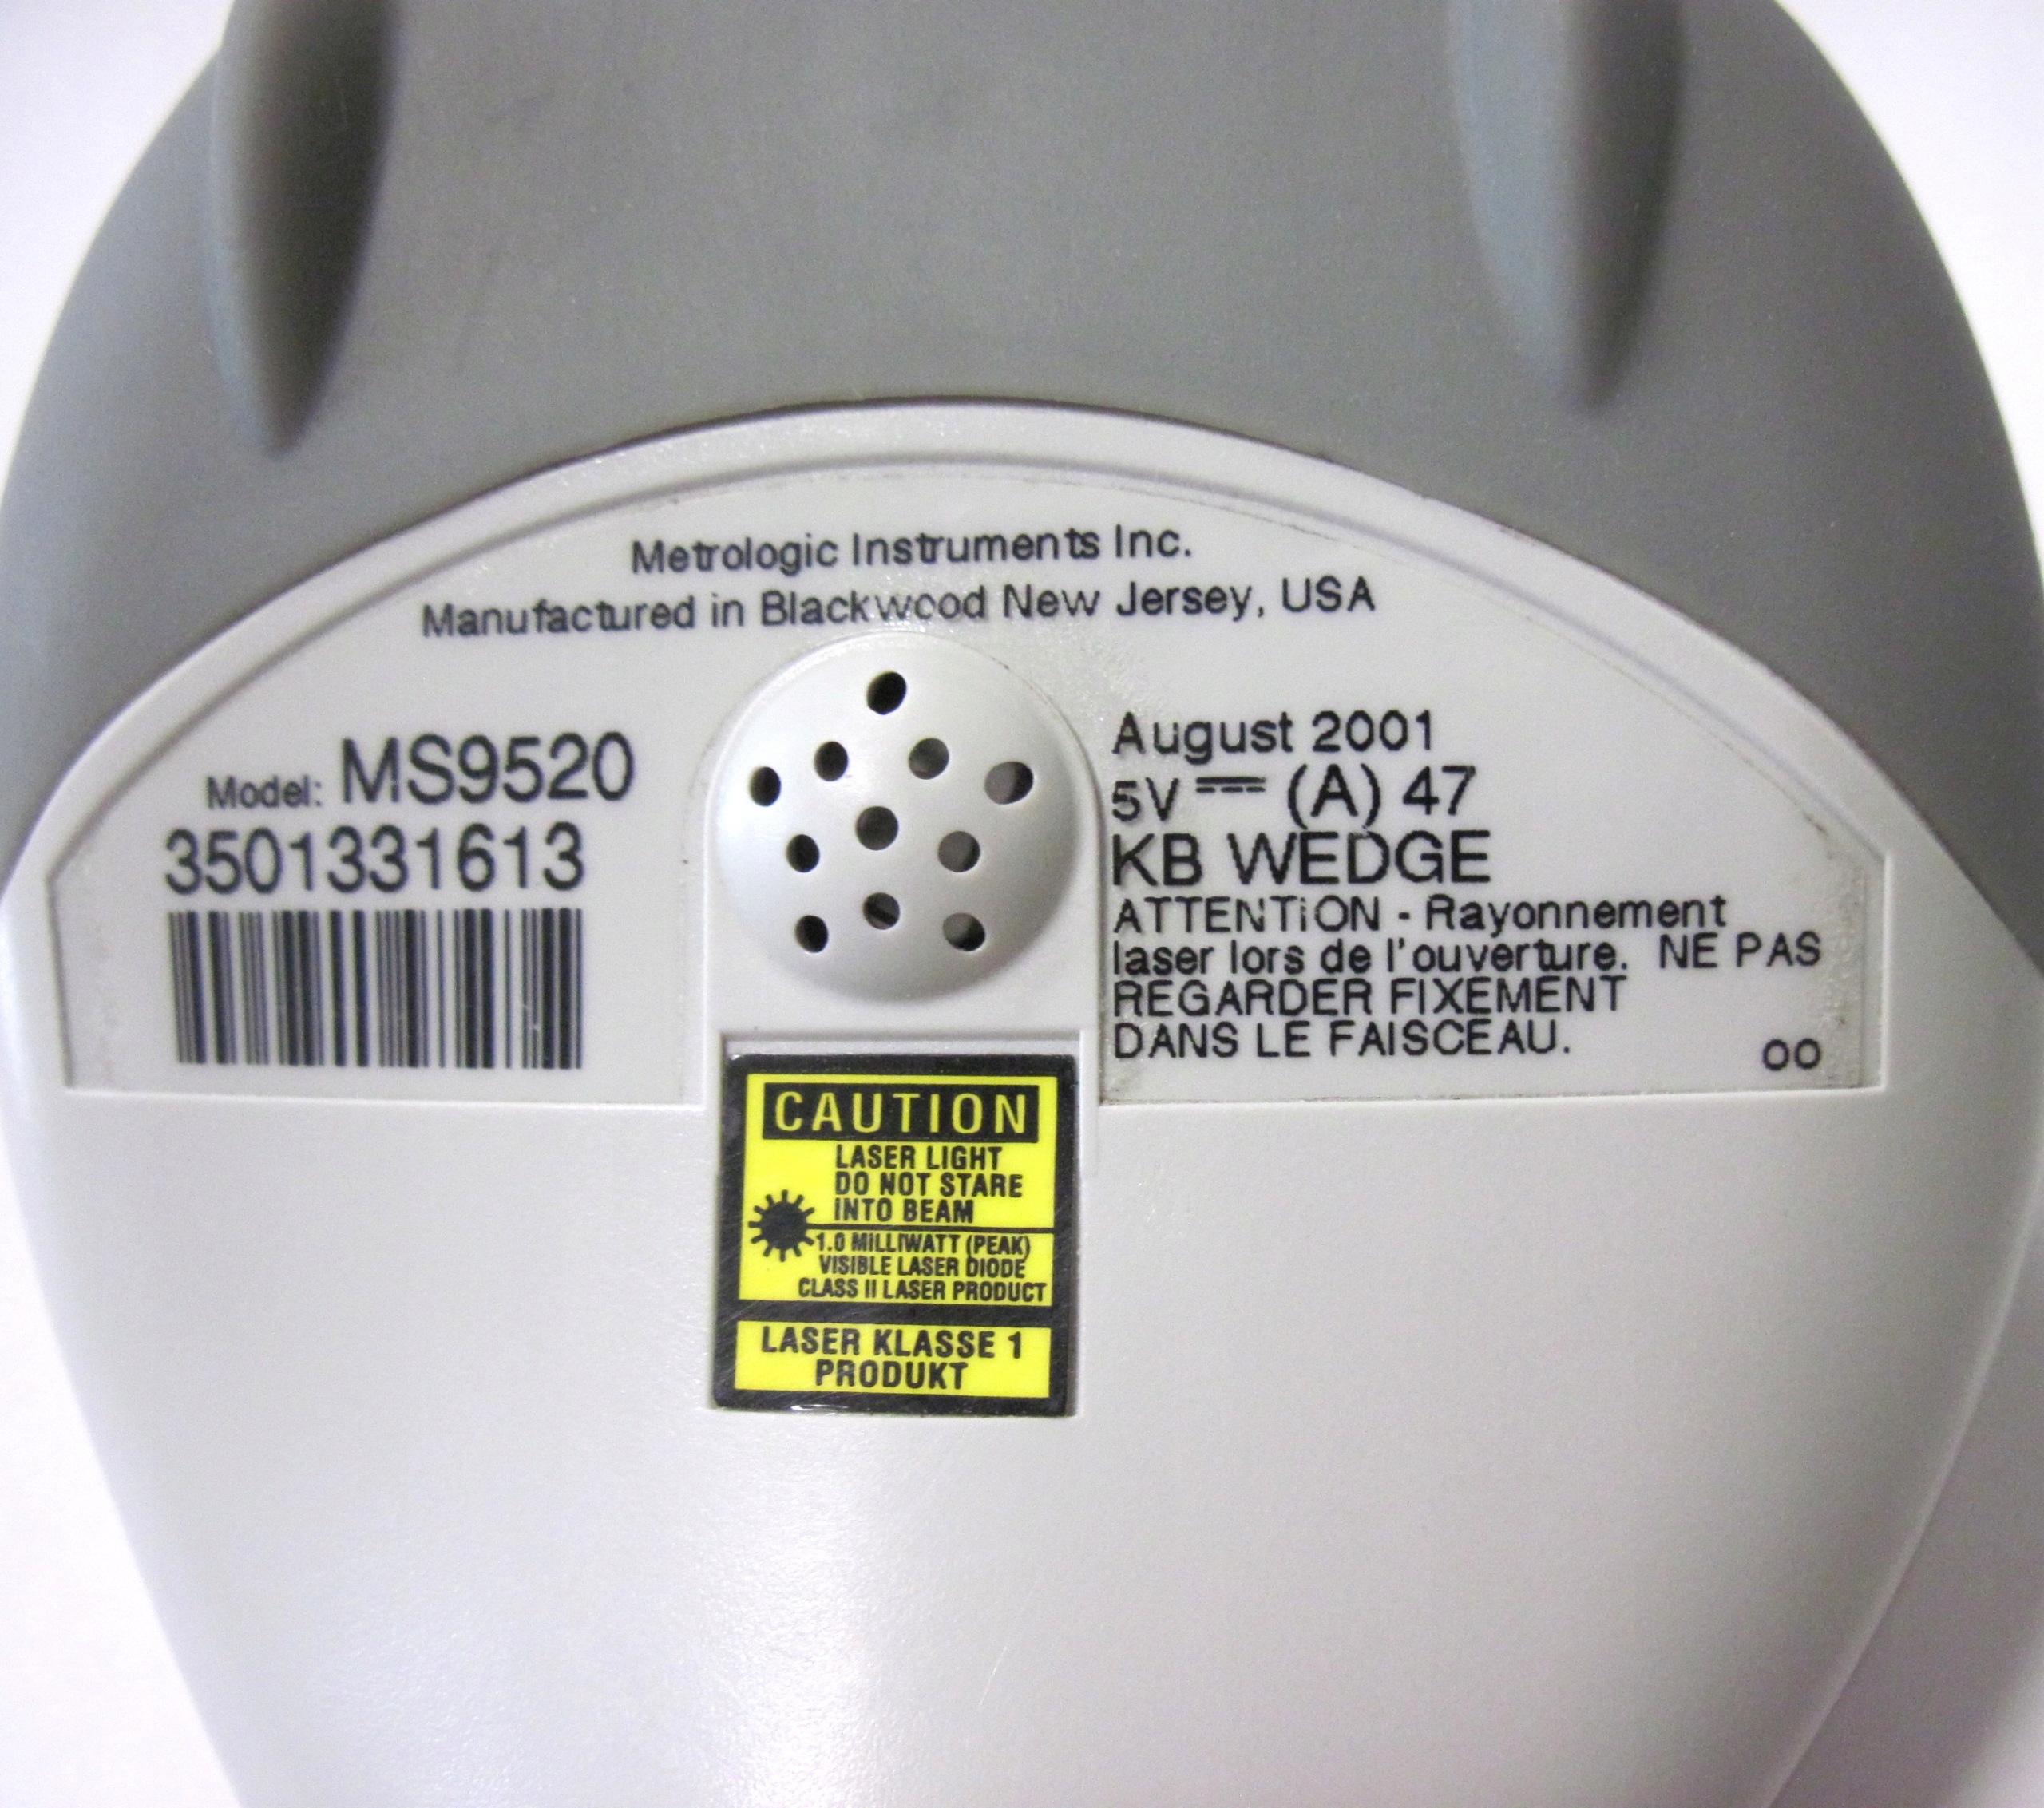 Metrologic Instruments Inc.
Manufactured in Blackwood New Jersey, USA
Model: MS9520
3501331613
August 2001
5V ⎓ (A) 47
KB WEDGE
ATTENTiON - Rayonnement
laser lors de l'ouverture. NE PAS
REGARDER FIXEMENT
DANS LE FAISCEAU.
00
CAUTION
LASER LIGHT
DO NOT STARE
INTO BEAM
1.0 MILLIWATT (PEAK)
VISIBLE LASER DIODE
CLASS II LASER PRODUCT
LASER KLASSE 1
PRODUKT